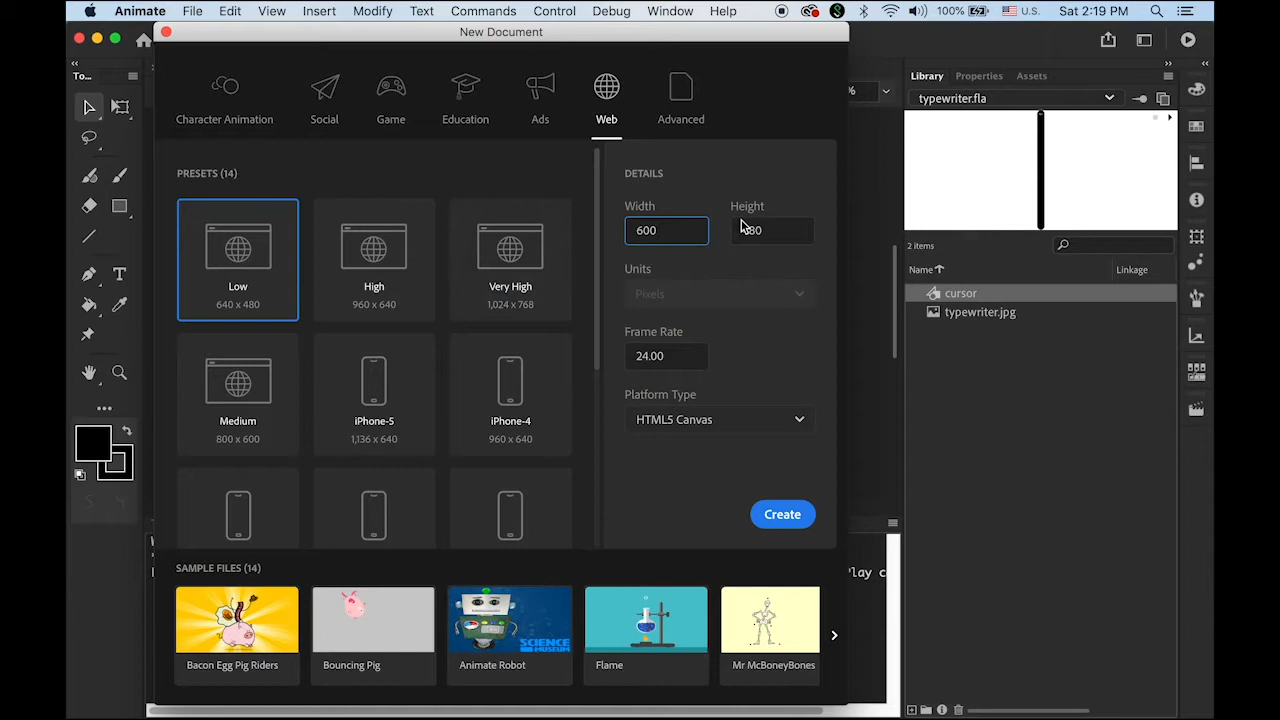 Animate File Edit View Insert Modify Text Commands Control Debug Window Help 100% U.S. Sat 2:19 PM
New Document
To...
%
Character Animation Social Game Education Ads Web Advanced
PRESETS (14)
Low
640 x 480
High
960 x 640
Very High
1,024 x 768
Medium
800 x 600
iPhone-5
1,136 x 640
iPhone-4
960 x 640
DETAILS
Width Height
600
Units
Pixels
Frame Rate
24.00
Platform Type
HTML5 Canvas
Create
SAMPLE FILES (14)
SCIENCE
MUSEUM
Bacon Egg Pig Riders Bouncing Pig Animate Robot Flame Mr McBoneyBones
Library Properties Assets
typewriter.fla
2 items
Name Linkage
cursor
typewriter.jpg